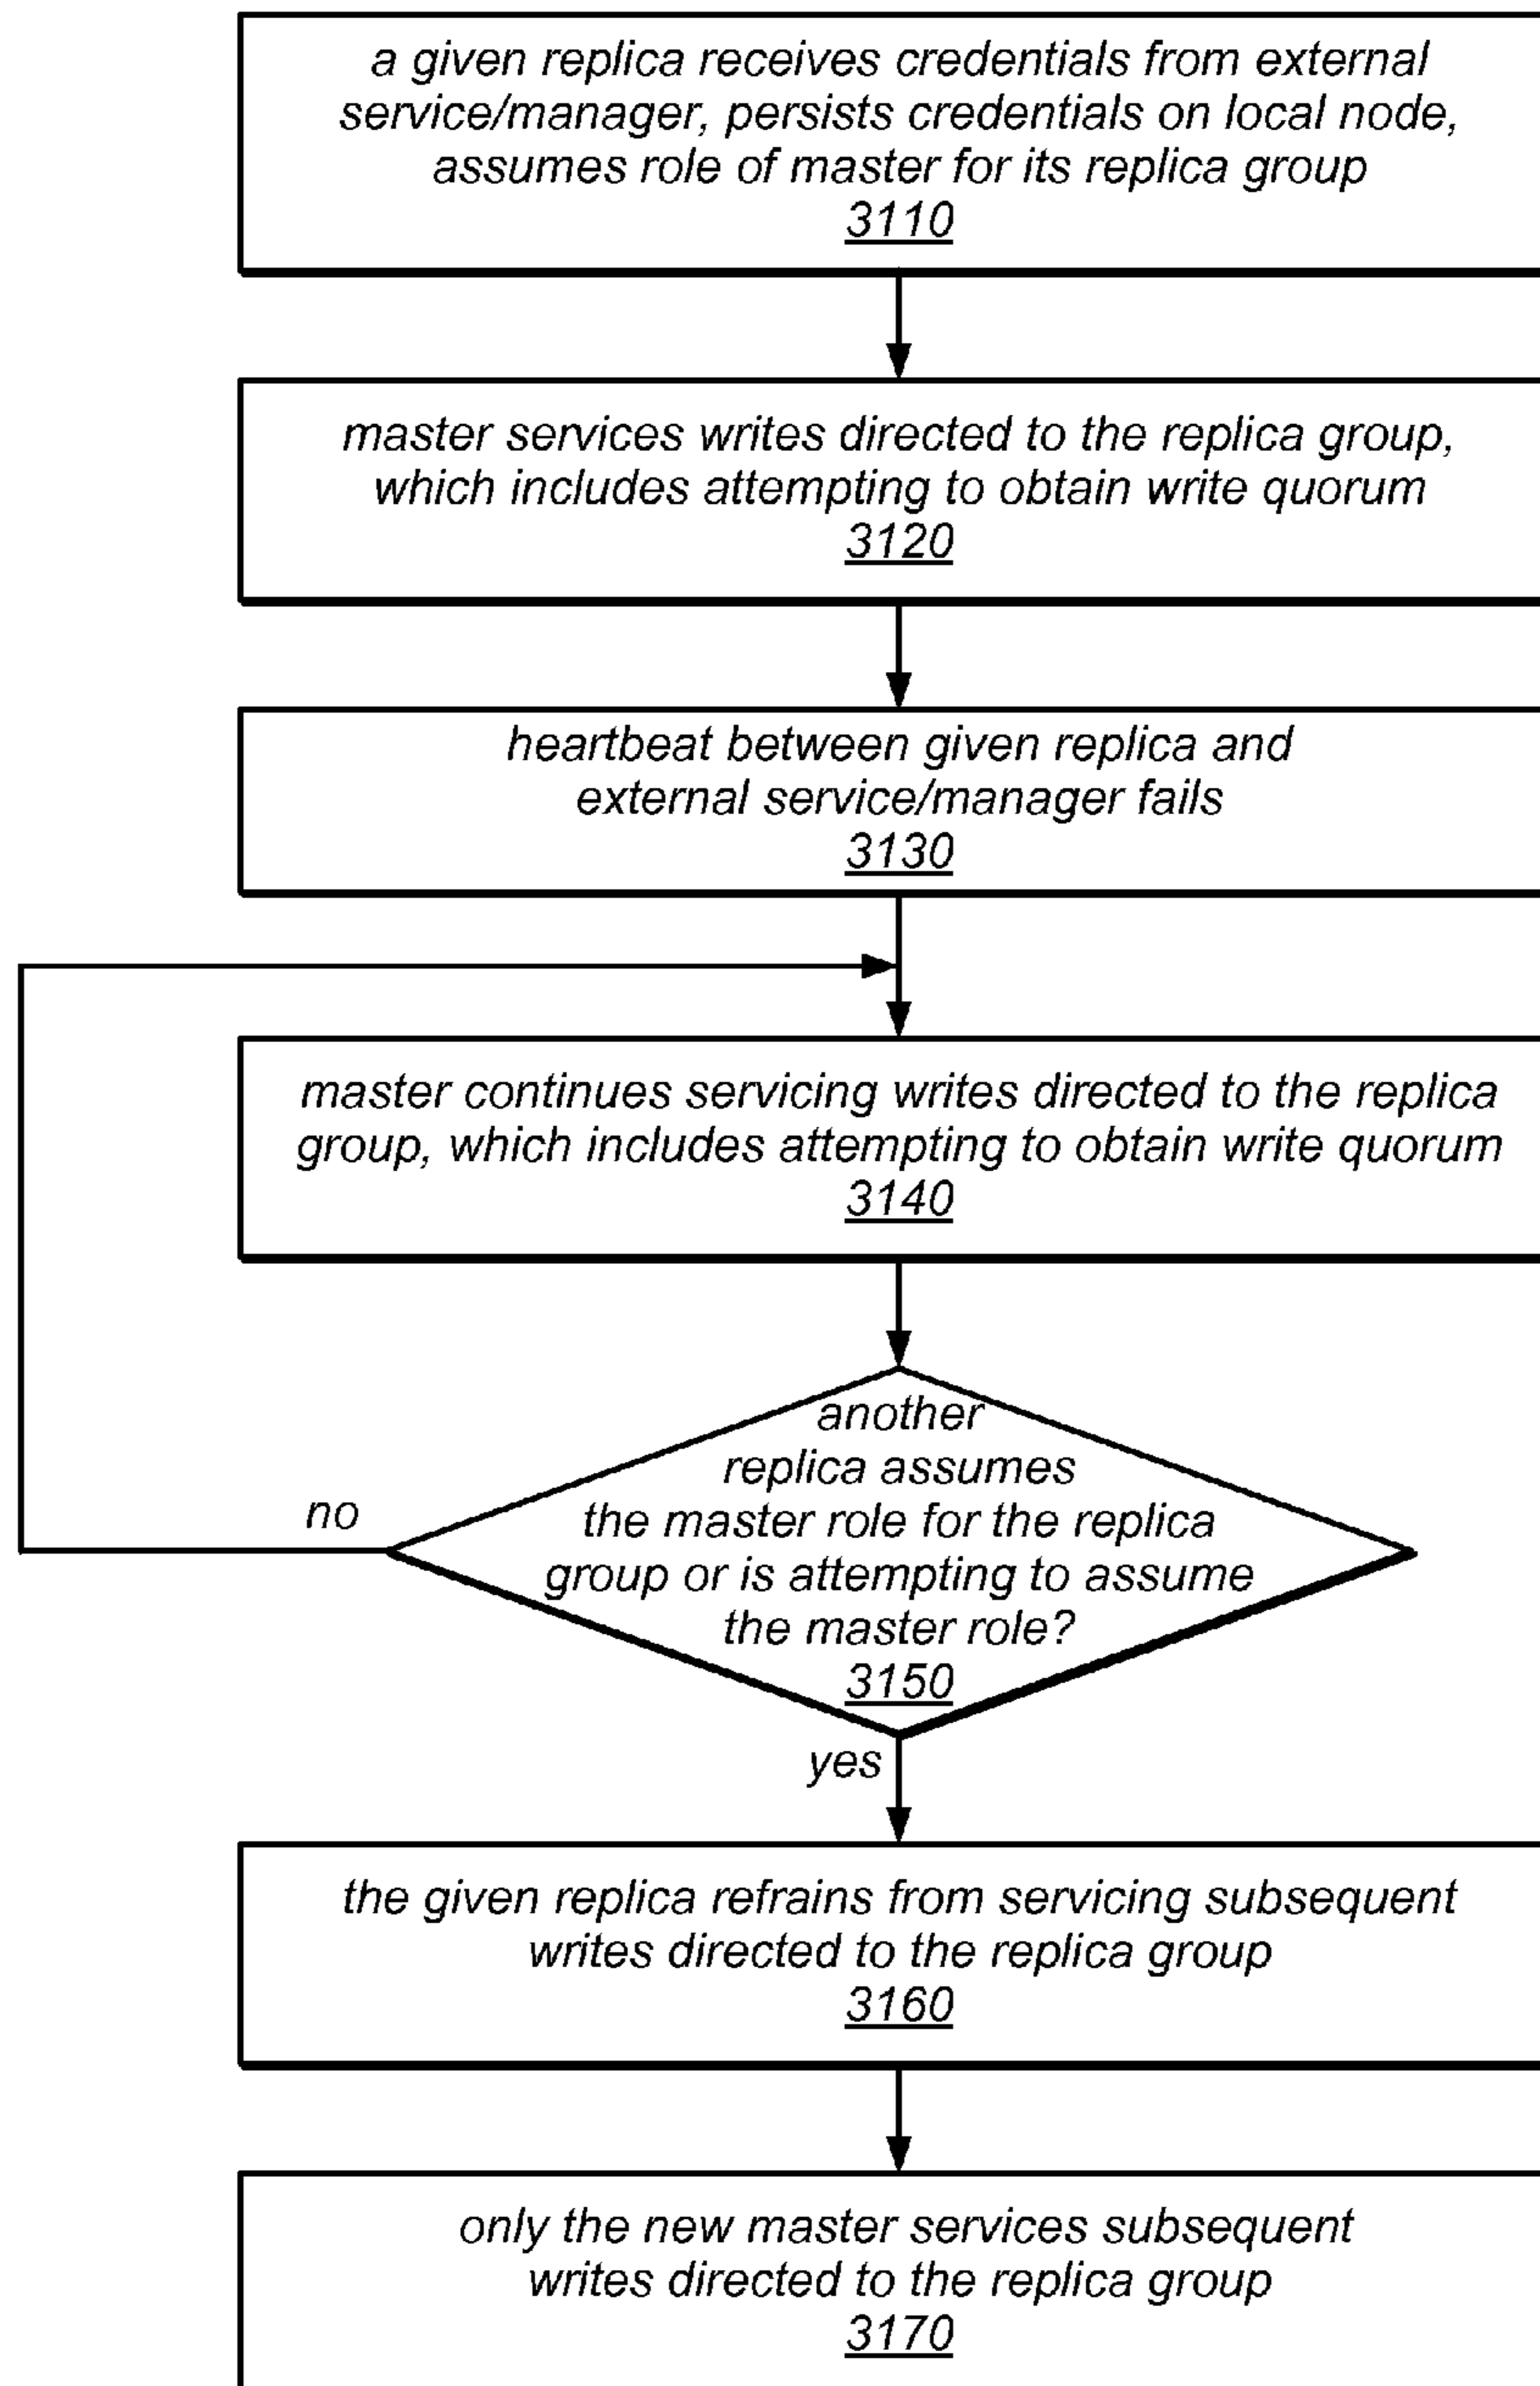 a given replica receives credentials from external
service/manager, persists credentials on local node,
assumes role of master for its replica group
3110
master services writes directed to the replica group,
which includes attempting to obtain write quorum
3120
heartbeat between given replica and
external service/manager fails
3130
master continues servicing writes directed to the replica
group, which includes attempting to obtain write quorum
3140
another
replica assumes
the master role for the replica
group or is attempting to assume
the master role?
3150
no
yes
the given replica refrains from servicing subsequent
writes directed to the replica group
3160
only the new master services subsequent
writes directed to the replica group
3170